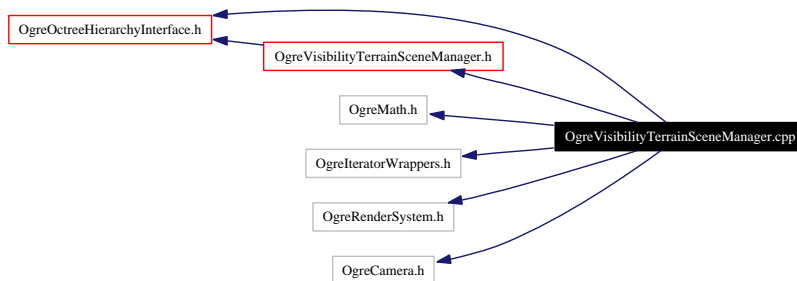 OgreOctreeHierarchyInterface.h
OgreVisibilityTerrainSceneManager.h
OgreMath.h
OgreVisibilityTerrainSceneManager.cpp
OgreIteratorWrappers.h
OgreRenderSystem.h
OgreCamera.h